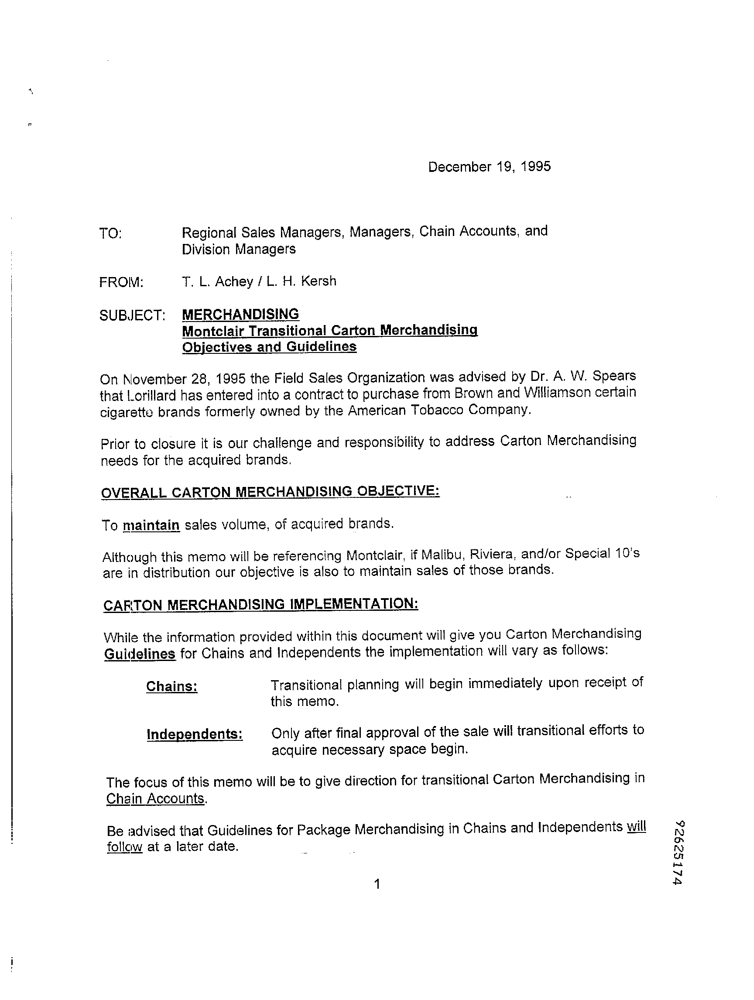 December 19, 1995
TO: Regional Sales Managers, Managers, Chain Accounts, and
Division Managers
FROM: T. L. Achey / L. H. Kersh
SUBJECT: MERCHANDISING
Montclair Transitional Carton Merchandising
Objectives and Guidelines
On November 28, 1995 the Field Sales Organization was advised by Dr. A. W. Spears
that Lorillard has entered into a contract to purchase from Brown and Williamson certain
cigarette brands formerly owned by the American Tobacco Company.
Prior to closure it is our challenge and responsibility to address Carton Merchandising
needs for the acquired brands.
OVERALL CARTON MERCHANDISING OBJECTIVE:
To maintain sales volume, of acquired brands.
Although this memo will be referencing Montclair, if Malibu, Riviera, and/or Special 10's
are in distribution our objective is also to maintain sales of those brands.
CARTON MERCHANDISING IMPLEMENTATION:
While the information provided within this document will give you Carton Merchandising
Guidelines for Chains and Independents the implementation will vary as follows:
Chains: Transitional planning will begin immediately upon receipt of
this memo.
Independents: Only after final approval of the sale will transitional efforts to
acquire necessary space begin.
The focus of this memo will be to give direction for transitional Carton Merchandising in
Chain Accounts.
Be advised that Guidelines for Package Merchandising in Chains and Independents will
follow at a later date.
1
92625174